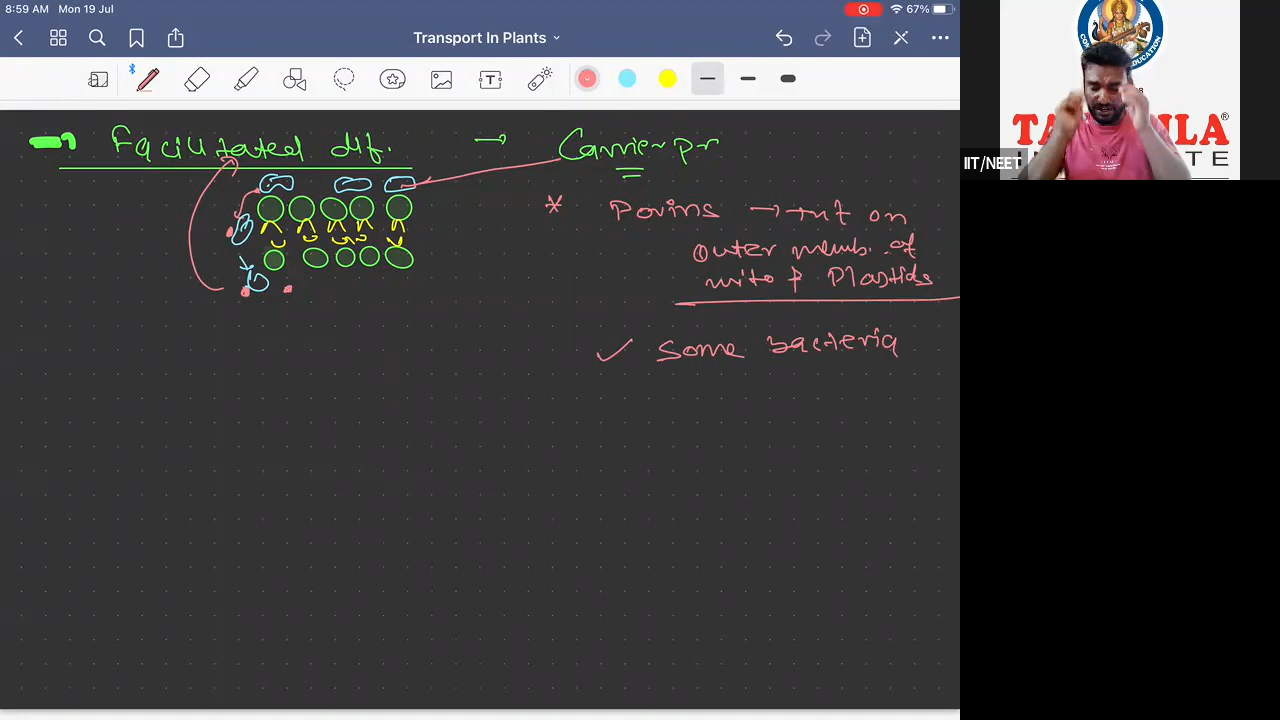 8:59 AM Mon 19 Jul
67%
Transport In Plants
Facilitated dif. → Carrier pr
* Porins → on
outer memb. of
mito & Plastids
✓ Some bacteria
IIT/NEET